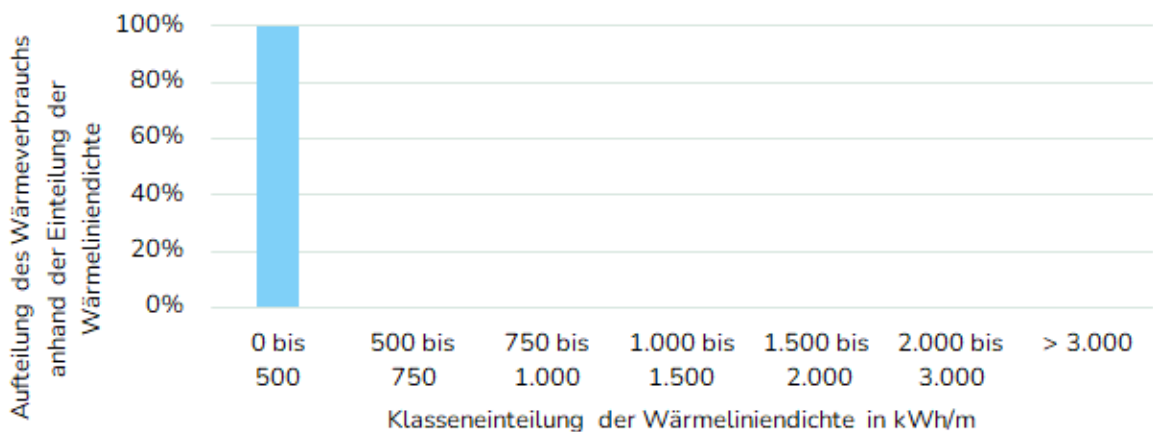 Aufteilung des Wärmeverbrauchs
anhand der Einteilung der
Wärmeliniendichte
100%
80%
60%
40%
20%
0%
0 bis 500 bis 750 bis 1.000 bis 1.500 bis 2.000 bis > 3.000
500 750 1.000 1.500 2.000 3.000
Klasseneinteilung der Wärmeliniendichte in kWh/m